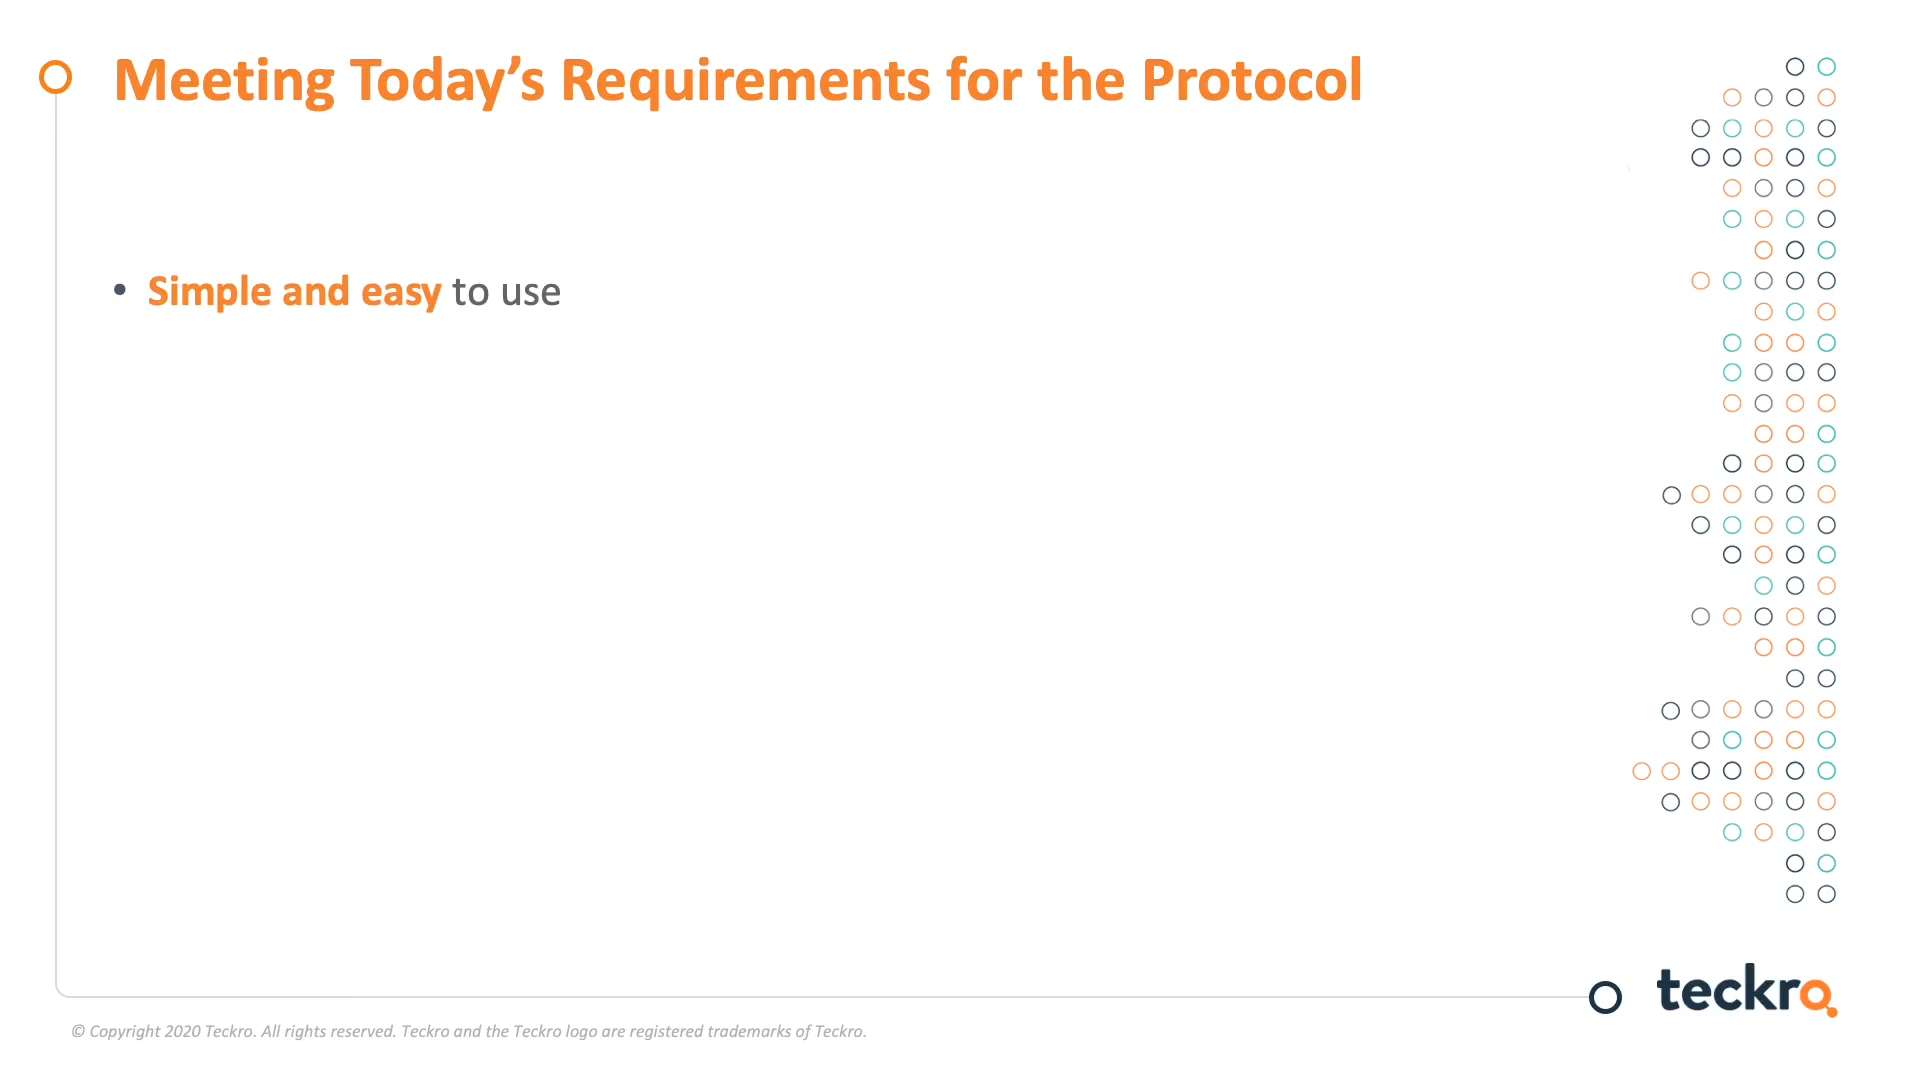 Meeting Today’s Requirements for the Protocol
• Simple and easy to use
teckro
© Copyright 2020 Teckro. All rights reserved. Teckro and the Teckro logo are registered trademarks of Teckro.